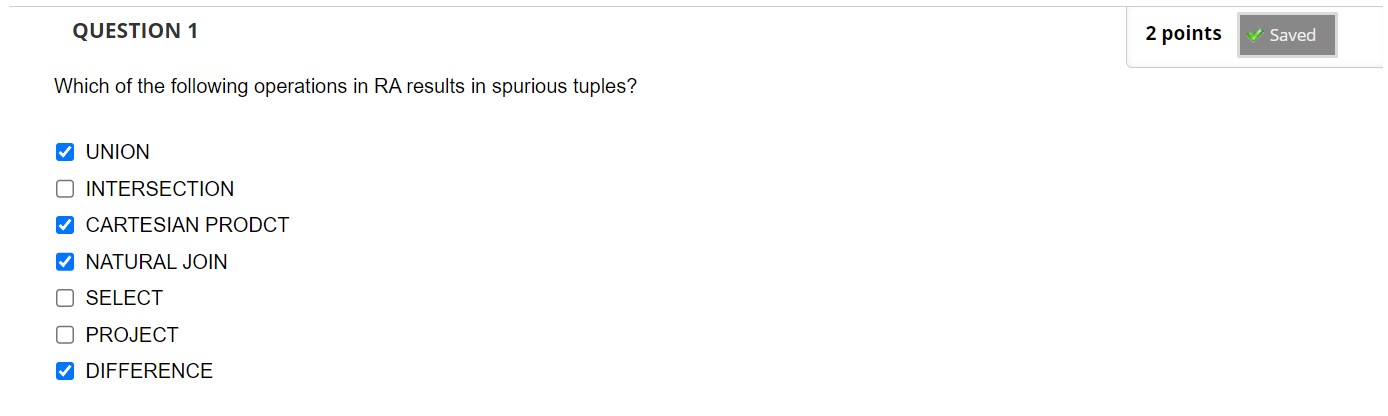 QUESTION 1
2 points
Saved
Which of the following operations in RA results in spurious tuples?
UNION
INTERSECTION
CARTESIAN PRODCT
NATURAL JOIN
SELECT
PROJECT
DIFFERENCE